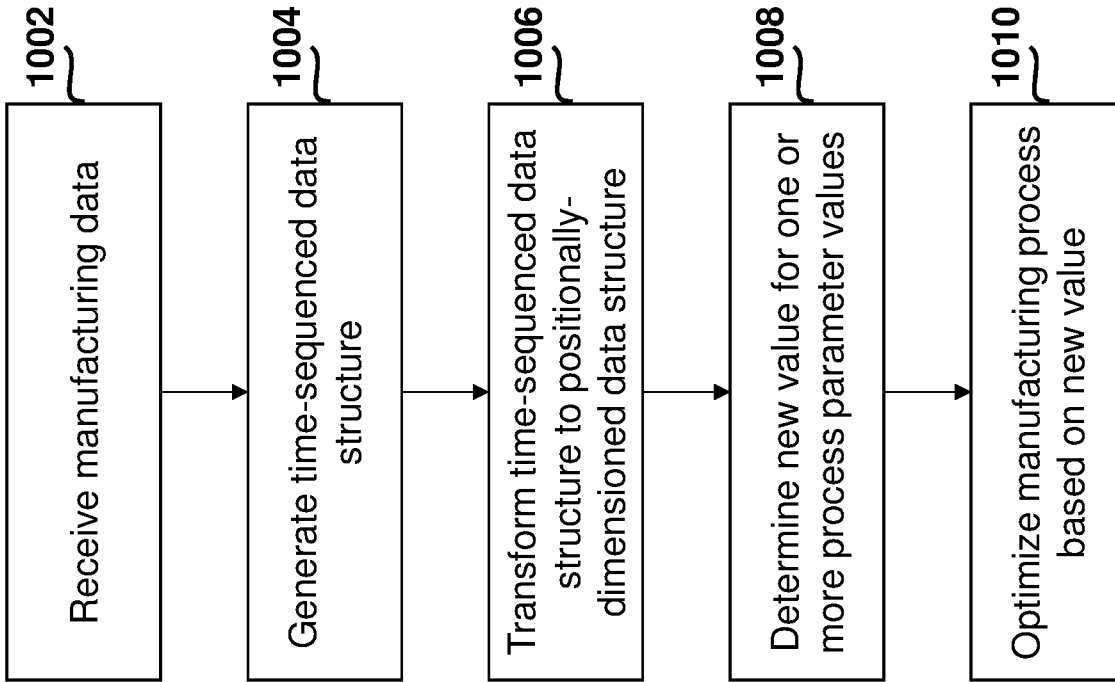 1002
Receive manufacturing data
1004
Generate time-sequenced data
structure
1006
Transform time-sequenced data
structure to positionally-
dimensioned data structure
1008
Determine new value for one or
more process parameter values
1010
Optimize manufacturing process
based on new value